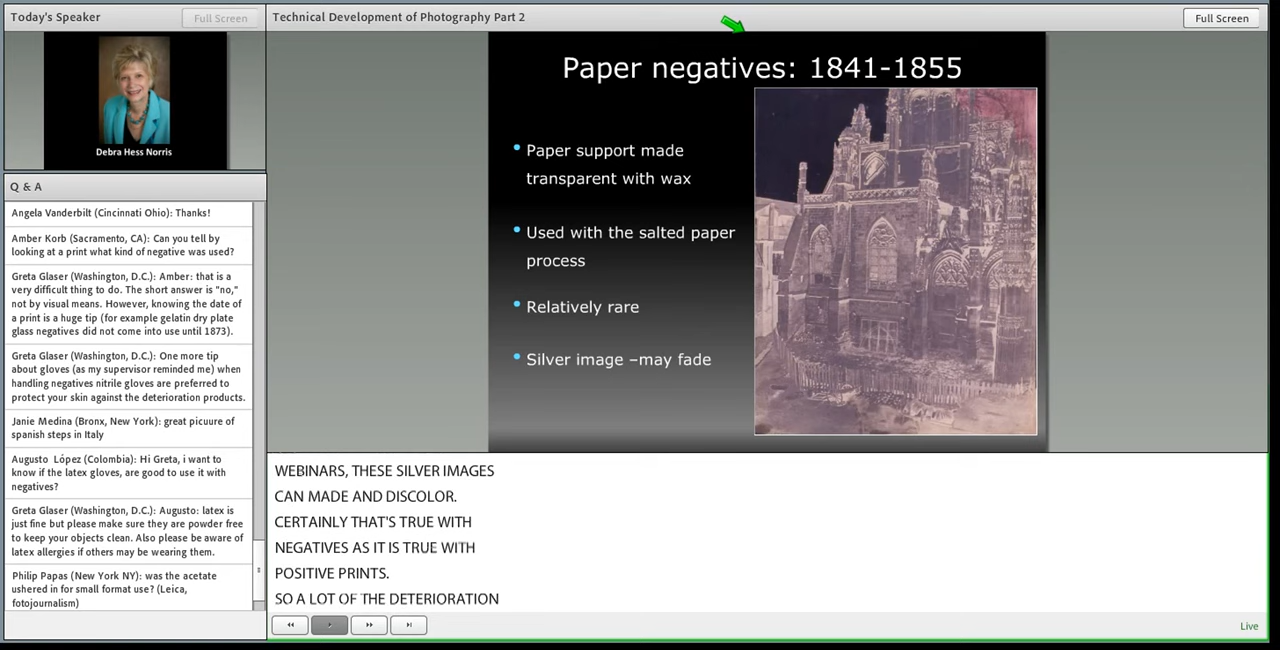 Today's Speaker
Full Screen
Debra Hess Norris
Q & A
Angela Vanderbilt (Cincinnati Ohio): Thanks!
Amber Korb (Sacramento, CA): Can you tell by
looking at a print what kind of negative was used?
Greta Glaser (Washington, D.C.): Amber: that is a
very difficult thing to do. The short answer is "no,"
not by visual means. However, knowing the date of
a print is a huge tip (for example gelatin dry plate
glass negatives did not come into use until 1873).
Greta Glaser (Washington, D.C.): One more tip
about gloves (as my supervisor reminded me) when
handling negatives nitrile gloves are preferred to
protect your skin against the deterioration products.
Janie Medina (Bronx, New York): great picuure of
spanish steps in Italy
Augusto López (Colombia): Hi Greta, i want to
know if the latex gloves, are good to use it with
negatives?
Greta Glaser (Washington, D.C.): Augusto: latex is
just fine but please make sure they are powder free
to keep your objects clean. Also please be aware of
latex allergies if others may be wearing them.
Philip Papas (New York NY): was the acetate
ushered in for small format use? (Leica,
fotojournalism)
Technical Development of Photography Part 2
Full Screen
Paper negatives: 1841-1855
• Paper support made
transparent with wax
• Used with the salted paper
process
• Relatively rare
• Silver image –may fade
WEBINARS, THESE SILVER IMAGES
CAN MADE AND DISCOLOR.
CERTAINLY THAT'S TRUE WITH
NEGATIVES AS IT IS TRUE WITH
POSITIVE PRINTS.
SO A LOT OF THE DETERIORATION
Live